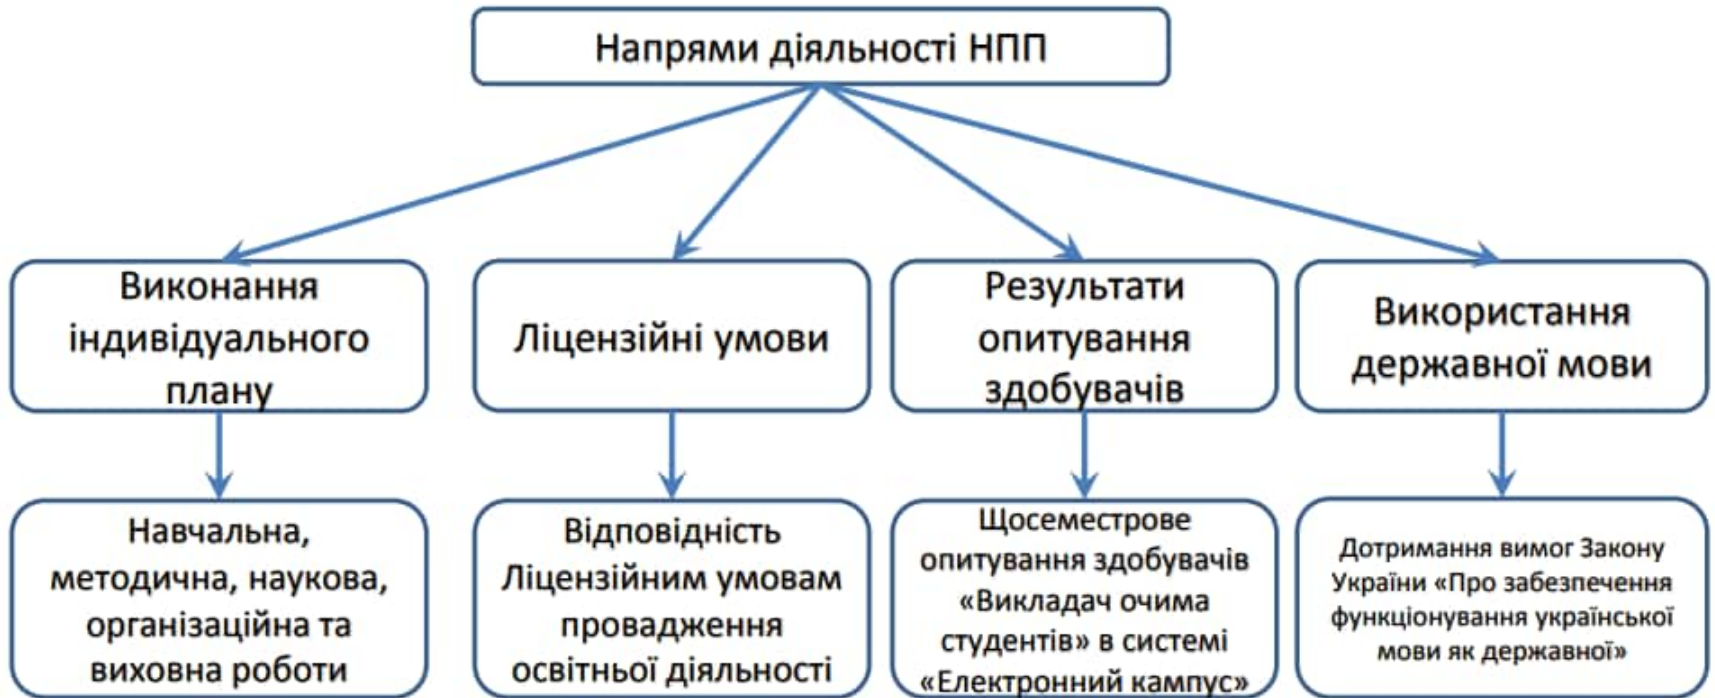 Напрями діяльності НПП
Виконання
індивідуального
плану
Ліцензійні умови
Результати
опитування
здобувачів
Використання
державної мови
Навчальна,
методична, наукова,
організаційна та
виховна роботи
Відповідність
Ліцензійним умовам
провадження
освітньої діяльності
Щосеместрове
опитування здобувачів
«Викладач очима
студентів» в системі
«Електронний кампус»
Дотримання вимог Закону
України «Про забезпечення
функціонування української
мови як державної»